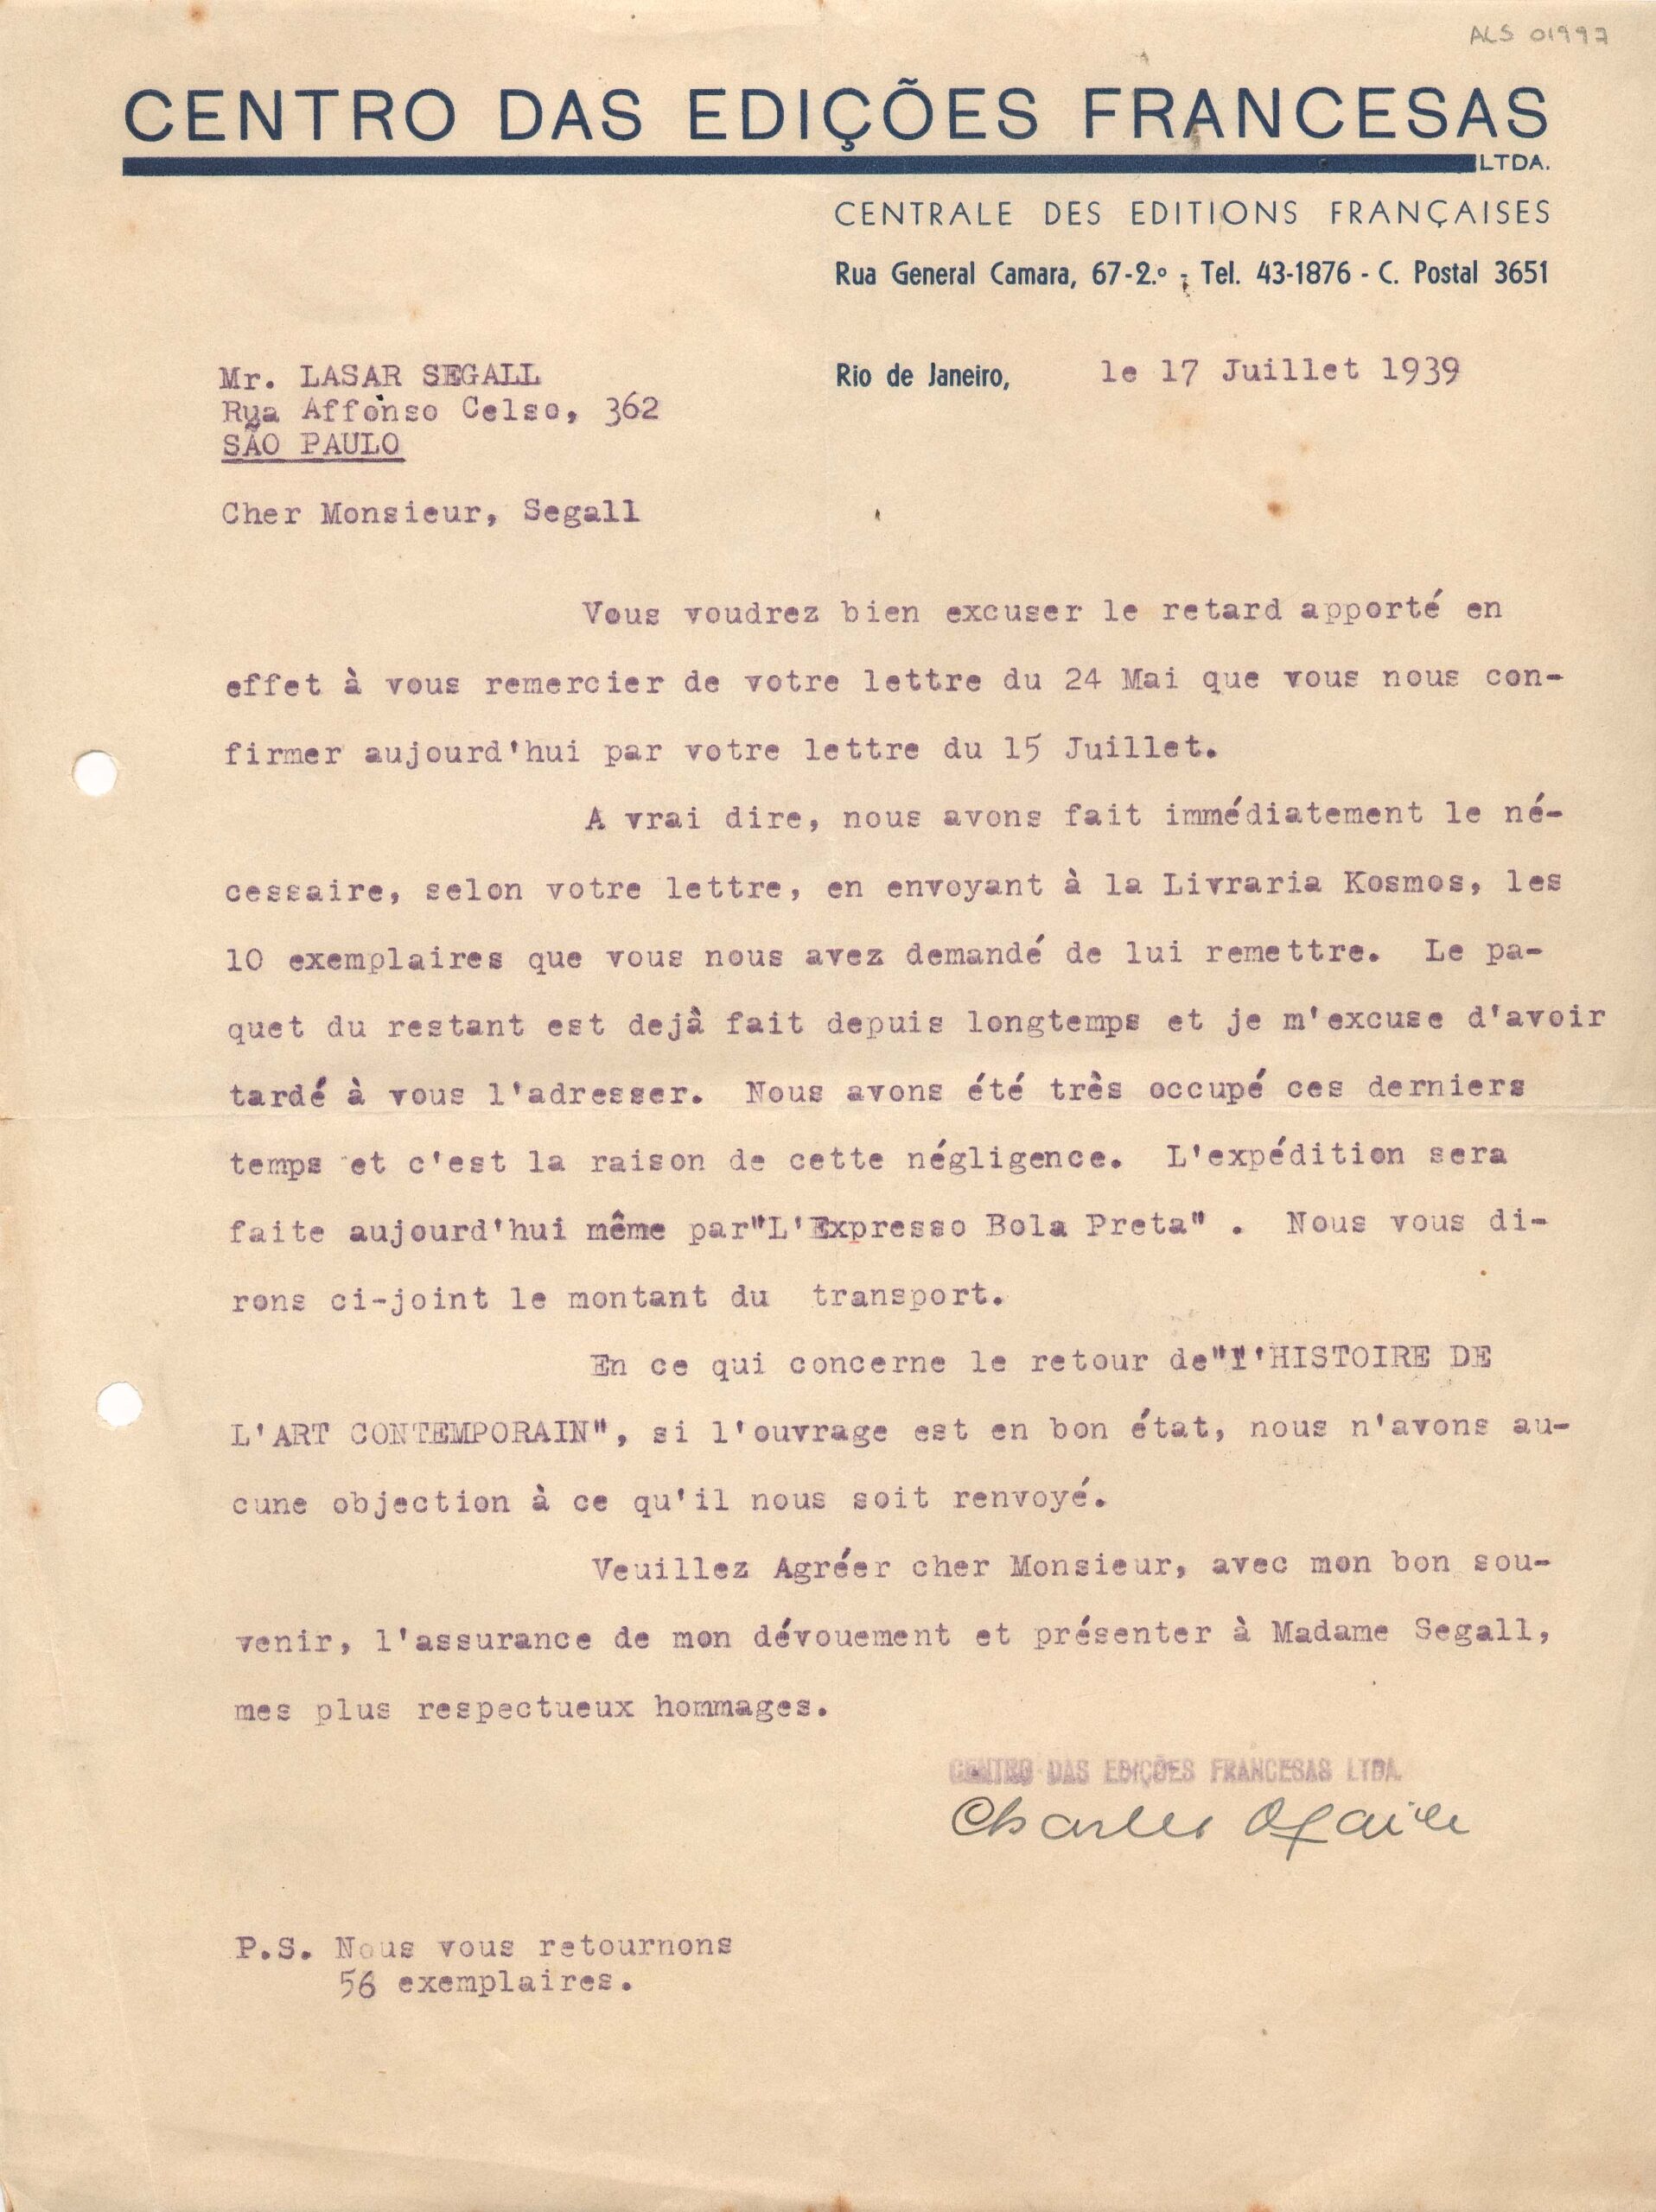 ALS 01997
CENTRO DAS EDIÇÕES FRANCESAS
LTDA.
CENTRALE DES EDITIONS FRANÇAISES
Rua General Camara, 67-2.º - Tel. 43-1876 - C. Postal 3651
Rio de Janeiro, le 17 Juillet 1939
Mr. LASAR SEGALL
Rua Affonso Celso, 362
SÃO PAULO
Cher Monsieur, Segall
Vous voudrez bien excuser le retard apporté en
effet à vous remercier de votre lettre du 24 Mai que vous nous con-
firmer aujourd'hui par votre lettre du 15 Juillet.
A vrai dire, nous avons fait immédiatement le né-
cessaire, selon votre lettre, en envoyant à la Livraria Kosmos, les
10 exemplaires que vous nous avez demandé de lui remettre. Le pa-
quet du restant est dejà fait depuis longtemps et je m'excuse d'avoir
tardé à vous l'adresser. Nous avons été très occupé ces derniers
temps et c'est la raison de cette négligence. L'expédition sera
faite aujourd'hui même par"L'Expresso Bola Preta" . Nous vous di-
rons ci-joint le montant du transport.
En ce qui concerne le retour de"l'HISTOIRE DE
L'ART CONTEMPORAIN", si l'ouvrage est en bon état, nous n'avons au-
cune objection à ce qu'il nous soit renvoyé.
Veuillez Agréer cher Monsieur, avec mon bon sou-
venir, l'assurance de mon dévouement et présenter à Madame Segall,
mes plus respectueux hommages.
CENTRO DAS EDIÇÕES FRANCESAS LTDA.
Charles
P.S. Nous vous retournons
56 exemplaires.